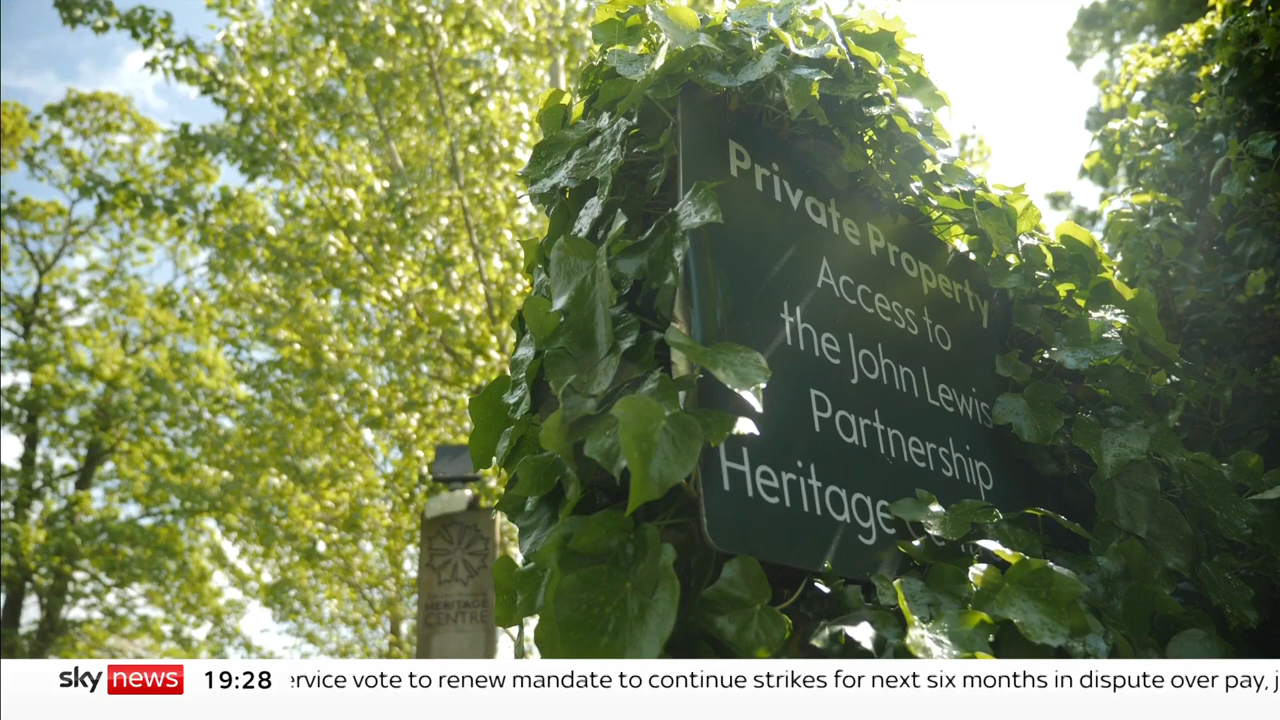 Private Property
Access to
the John Lewis
Partnership
Heritage
HERITAGE
CENTRE
sky news 19:28 rvice vote to renew mandate to continue strikes for next six months in dispute over pay, j